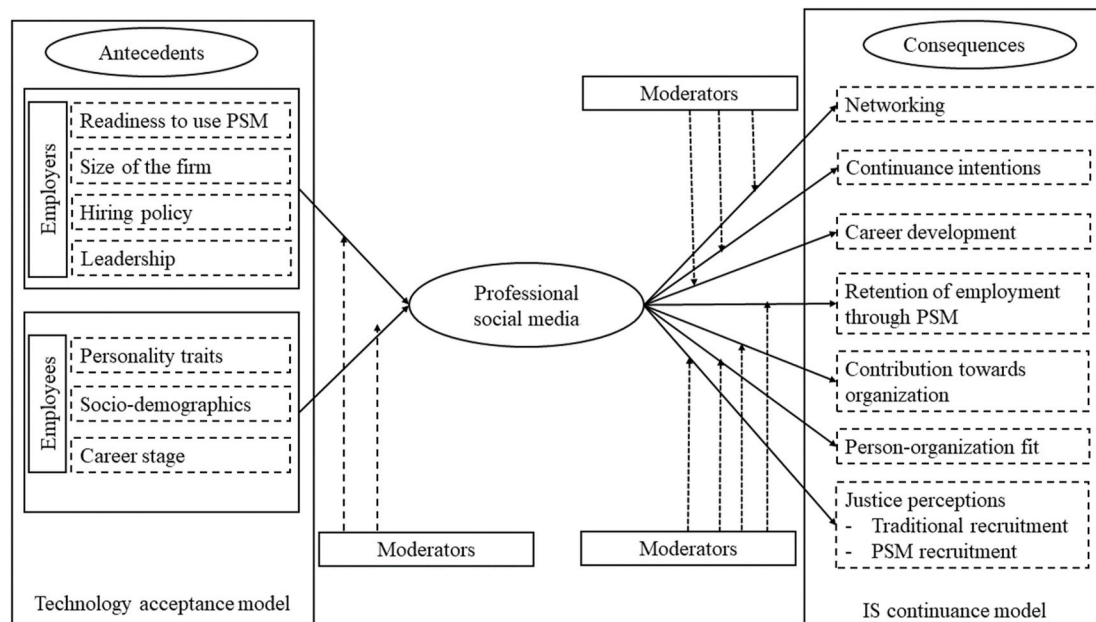 Antecedents
Employers
Readiness to use PSM
Size of the firm
Hiring policy
Leadership
Employees
Personality traits
Socio-demographics
Career stage
Technology acceptance model
Moderators
Professional
social media
Moderators
Moderators
Consequences
Networking
Continuance intentions
Career development
Retention of employment
through PSM
Contribution towards
organization
Person-organization fit
Justice perceptions
- Traditional recruitment
- PSM recruitment
IS continuance model